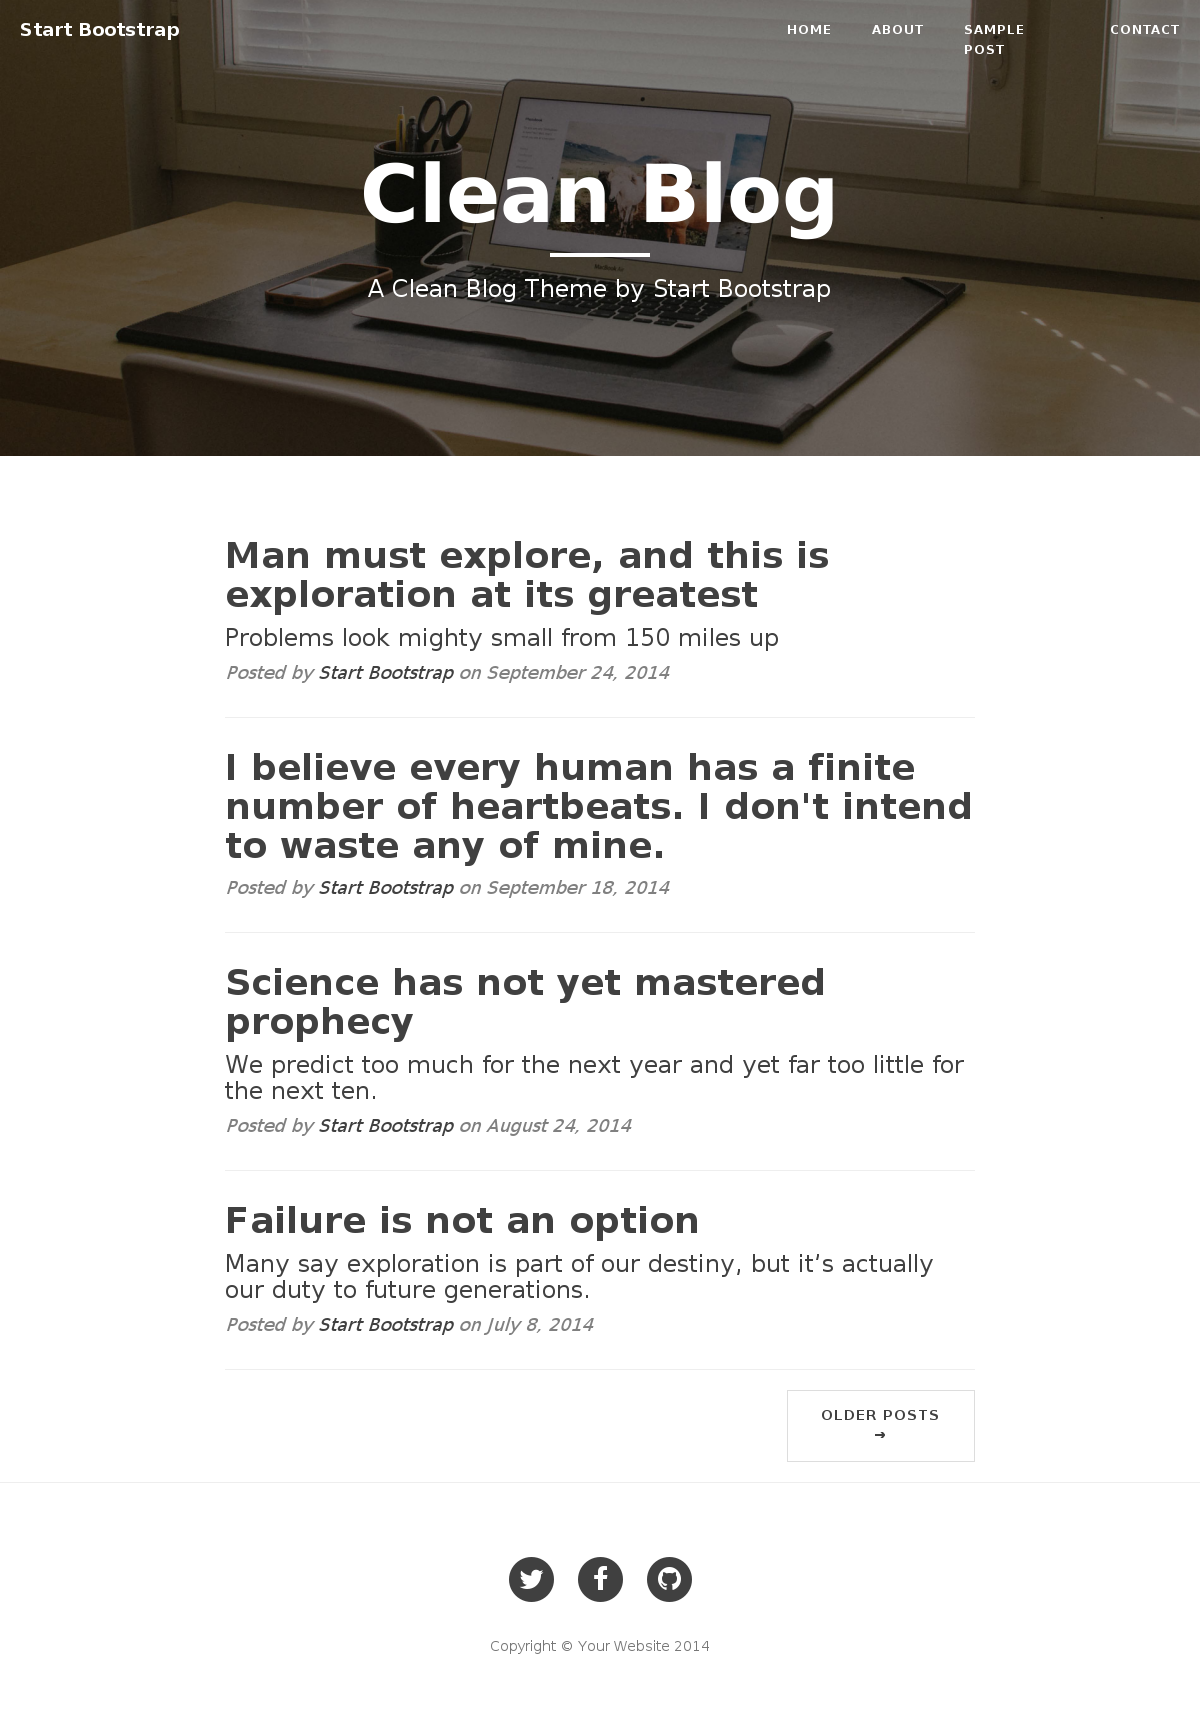 Start Bootstrap
HOME
ABOUT
SAMPLE
POST
CONTACT
Clean Blog
A Clean Blog Theme by Start Bootstrap
Man must explore, and this is
exploration at its greatest
Problems look mighty small from 150 miles up
Posted by Start Bootstrap on September 24, 2014
I believe every human has a finite
number of heartbeats. I don't intend
to waste any of mine.
Posted by Start Bootstrap on September 18, 2014
Science has not yet mastered
prophecy
We predict too much for the next year and yet far too little for
the next ten.
Posted by Start Bootstrap on August 24, 2014
Failure is not an option
Many say exploration is part of our destiny, but it’s actually
our duty to future generations.
Posted by Start Bootstrap on July 8, 2014
OLDER POSTS
→
Copyright © Your Website 2014